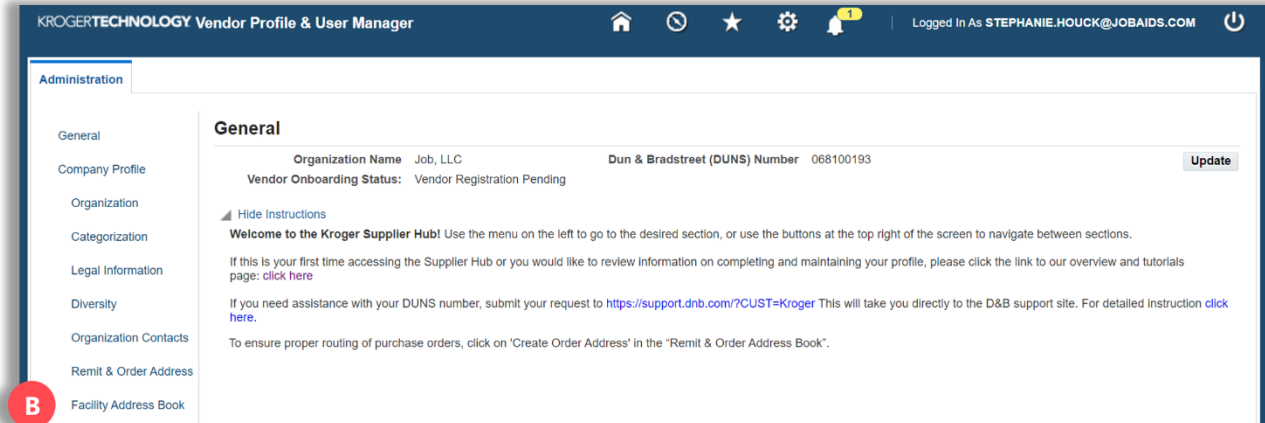 KROGERTECHNOLOGY. Vendor Profile & User Manager
1
Logged In As STEPHANIE.HOUCK@JOBAIDS.COM
Administration
General
Company Profile
Organization
Categorization
Legal Information
Diversity
Organization Contacts
Remit & Order Address
B Facility Address Book
General
Organization Name Job, LLC Dun & Bradstreet (DUNS) Number 068100193 Update
Vendor Onboarding Status: Vendor Registration Pending
Hide Instructions
Welcome to the Kroger Supplier Hub! Use the menu on the left to go to the desired section, or use the buttons at the top right of the screen to navigate between sections.
If this is your first time accessing the Supplier Hub or you would like to review information on completing and maintaining your profile, please click the link to our overview and tutorials
page: click here
If you need assistance with your DUNS number, submit your request to https://support.dnb.com/?CUST=Kroger This will take you directly to the D&B support site. For detailed instruction click
here.
To ensure proper routing of purchase orders, click on 'Create Order Address' in the “Remit & Order Address Book”.